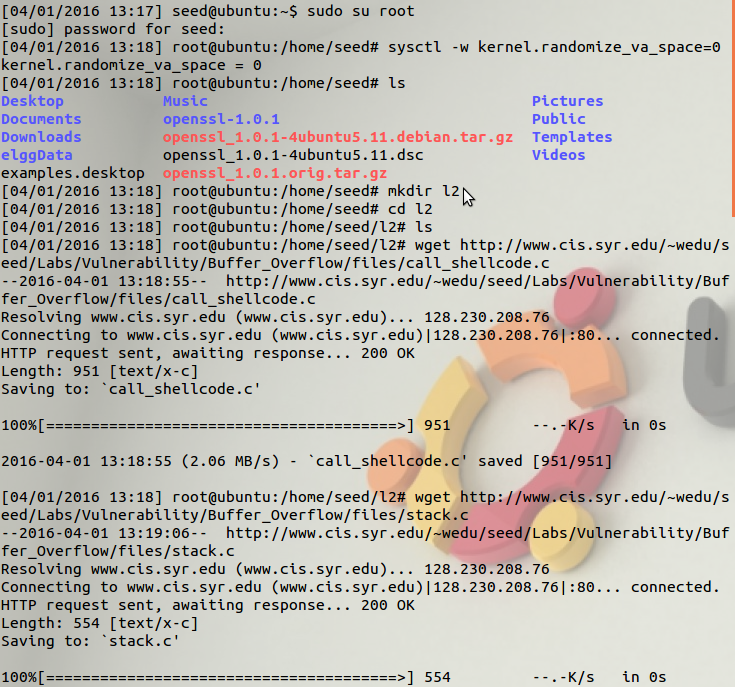 [04/01/2016 13:17] seed@ubuntu:~$ sudo su root
[sudo] password for seed:
[04/01/2016 13:18] root@ubuntu:/home/seed# sysctl -w kernel.randomize_va_space=0
kernel.randomize_va_space = 0
[04/01/2016 13:18] root@ubuntu:/home/seed# ls
Desktop Music Pictures
Documents openssl-1.0.1 Public
Downloads openssl_1.0.1-4ubuntu5.11.debian.tar.gz Templates
elggData openssl_1.0.1-4ubuntu5.11.dsc Videos
examples.desktop openssl_1.0.1.orig.tar.gz
[04/01/2016 13:18] root@ubuntu:/home/seed# mkdir l2
[04/01/2016 13:18] root@ubuntu:/home/seed# cd l2
[04/01/2016 13:18] root@ubuntu:/home/seed/l2# ls
[04/01/2016 13:18] root@ubuntu:/home/seed/l2# wget http://www.cis.syr.edu/~wedu/s
eed/Labs/Vulnerability/Buffer_Overflow/files/call_shellcode.c
--2016-04-01 13:18:55-- http://www.cis.syr.edu/~wedu/seed/Labs/Vulnerability/Buf
fer_Overflow/files/call_shellcode.c
Resolving www.cis.syr.edu (www.cis.syr.edu)... 128.230.208.76
Connecting to www.cis.syr.edu (www.cis.syr.edu)|128.230.208.76|:80... connected.
HTTP request sent, awaiting response... 200 OK
Length: 951 [text/x-c]
Saving to: `call_shellcode.c'
100%[=======================================>] 951 --.-K/s in 0s
2016-04-01 13:18:55 (2.06 MB/s) - `call_shellcode.c' saved [951/951]
[04/01/2016 13:18] root@ubuntu:/home/seed/l2# wget http://www.cis.syr.edu/~wedu/s
eed/Labs/Vulnerability/Buffer_Overflow/files/stack.c
--2016-04-01 13:19:06-- http://www.cis.syr.edu/~wedu/seed/Labs/Vulnerability/Buf
fer_Overflow/files/stack.c
Resolving www.cis.syr.edu (www.cis.syr.edu)... 128.230.208.76
Connecting to www.cis.syr.edu (www.cis.syr.edu)|128.230.208.76|:80... connected.
HTTP request sent, awaiting response... 200 OK
Length: 554 [text/x-c]
Saving to: `stack.c'
100%[=======================================>] 554 --.-K/s in 0s